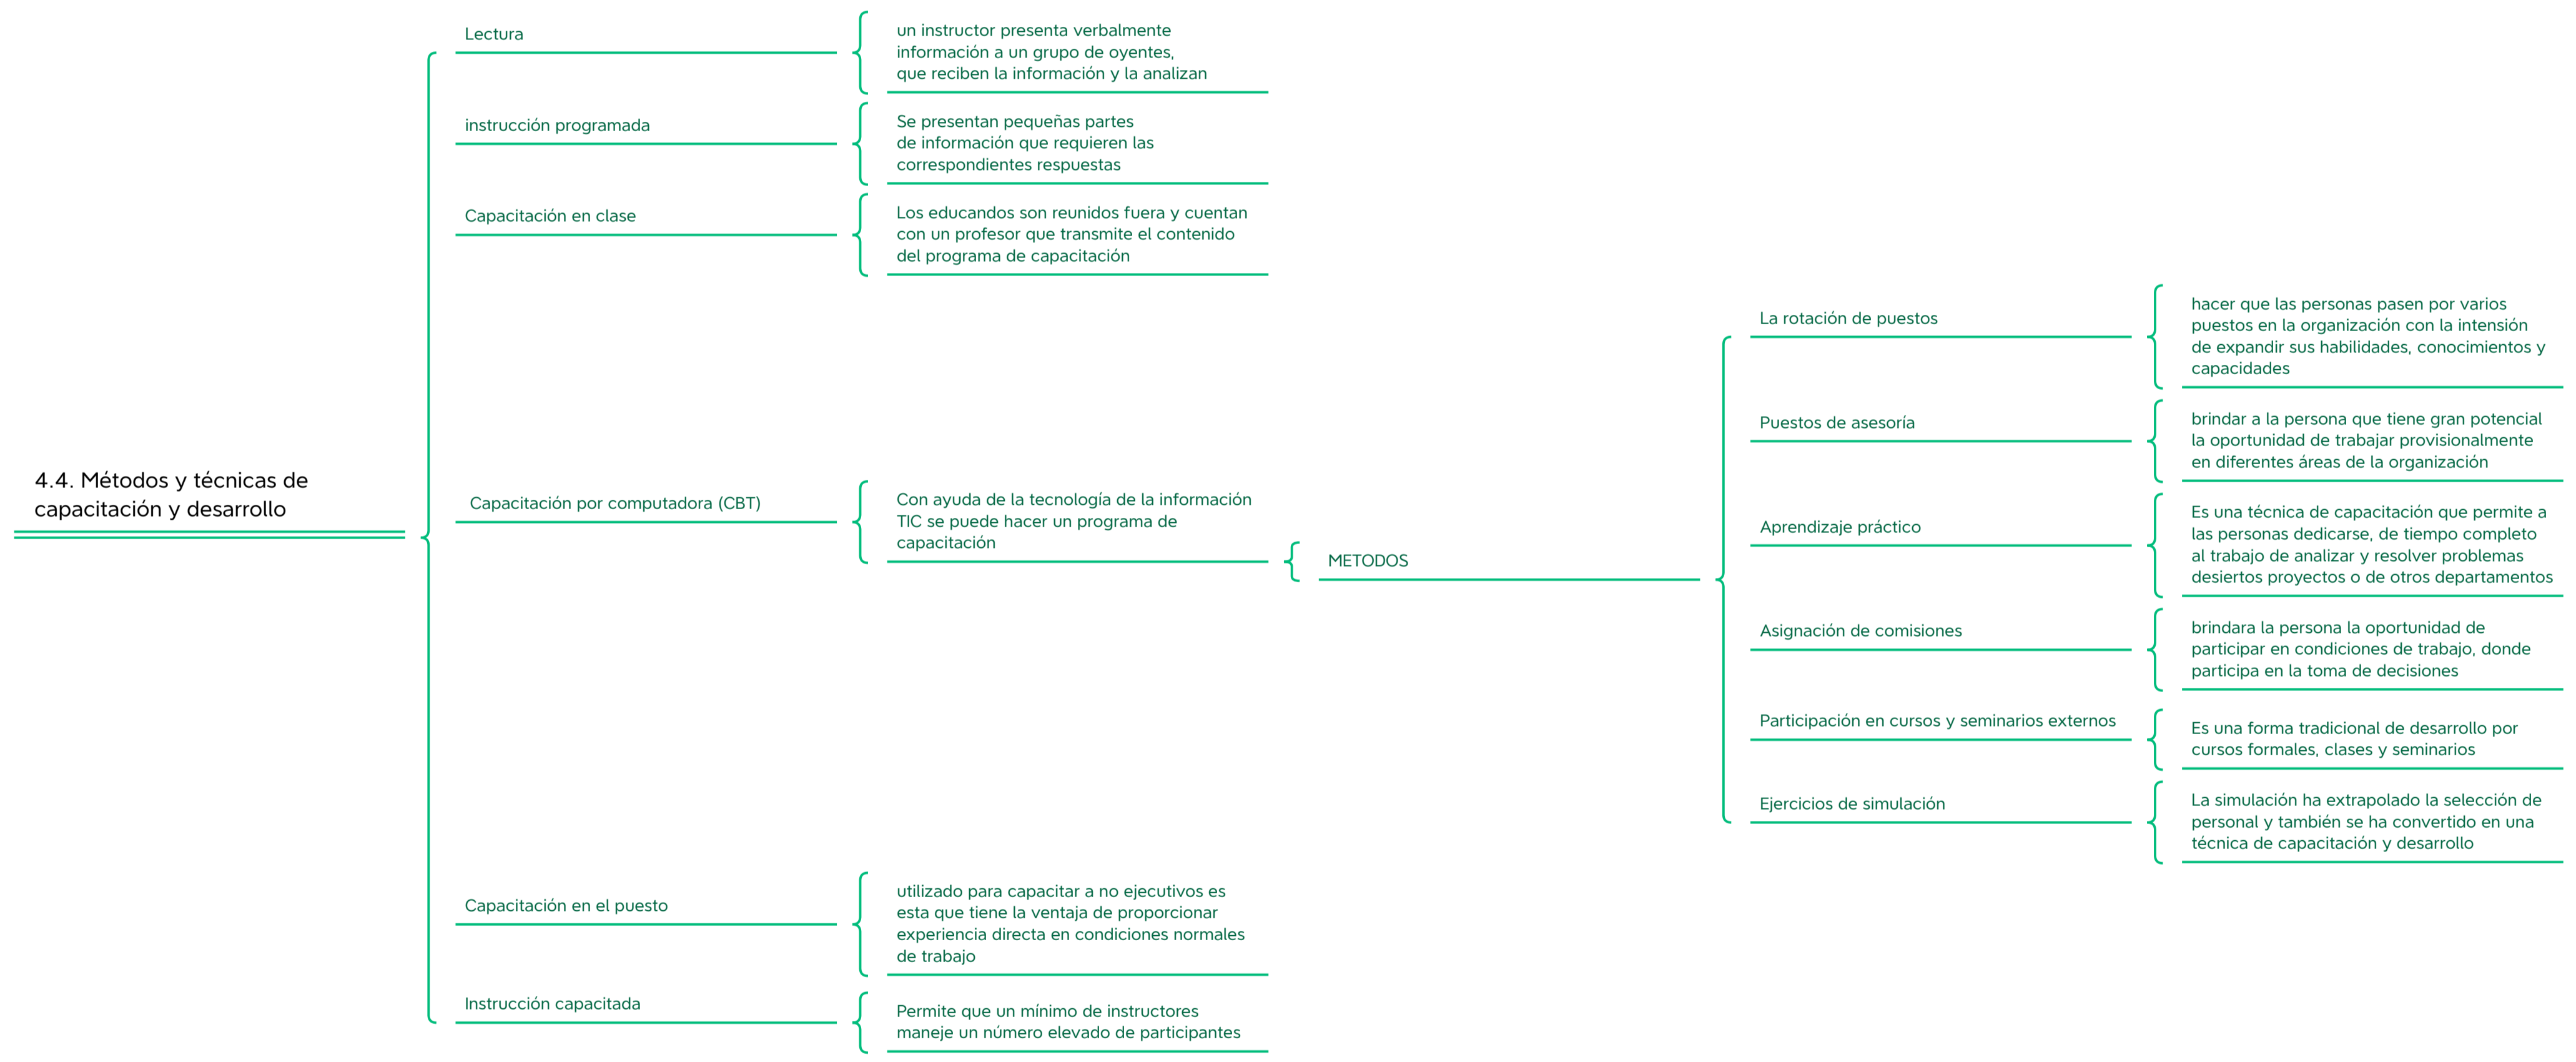 4.4. Métodos y técnicas de
capacitación y desarrollo
Lectura
un instructor presenta verbalmente
información a un grupo de oyentes,
que reciben la información y la analizan
instrucción programada
Se presentan pequeñas partes
de información que requieren las
correspondientes respuestas
Capacitación en clase
Los educandos son reunidos fuera y cuentan
con un profesor que transmite el contenido
del programa de capacitación
Capacitación por computadora (CBT)
Con ayuda de la tecnología de la información
TIC se puede hacer un programa de
capacitación
METODOS
La rotación de puestos
hacer que las personas pasen por varios
puestos en la organización con la intensión
de expandir sus habilidades, conocimientos y
capacidades
Puestos de asesoría
brindar a la persona que tiene gran potencial
la oportunidad de trabajar provisionalmente
en diferentes áreas de la organización
Aprendizaje práctico
Es una técnica de capacitación que permite a
las personas dedicarse, de tiempo completo
al trabajo de analizar y resolver problemas
desiertos proyectos o de otros departamentos
Asignación de comisiones
brindara la persona la oportunidad de
participar en condiciones de trabajo, donde
participa en la toma de decisiones
Participación en cursos y seminarios externos
Es una forma tradicional de desarrollo por
cursos formales, clases y seminarios
Ejercicios de simulación
La simulación ha extrapolado la selección de
personal y también se ha convertido en una
técnica de capacitación y desarrollo
Capacitación en el puesto
utilizado para capacitar a no ejecutivos es
esta que tiene la ventaja de proporcionar
experiencia directa en condiciones normales
de trabajo
Instrucción capacitada
Permite que un mínimo de instructores
maneje un número elevado de participantes